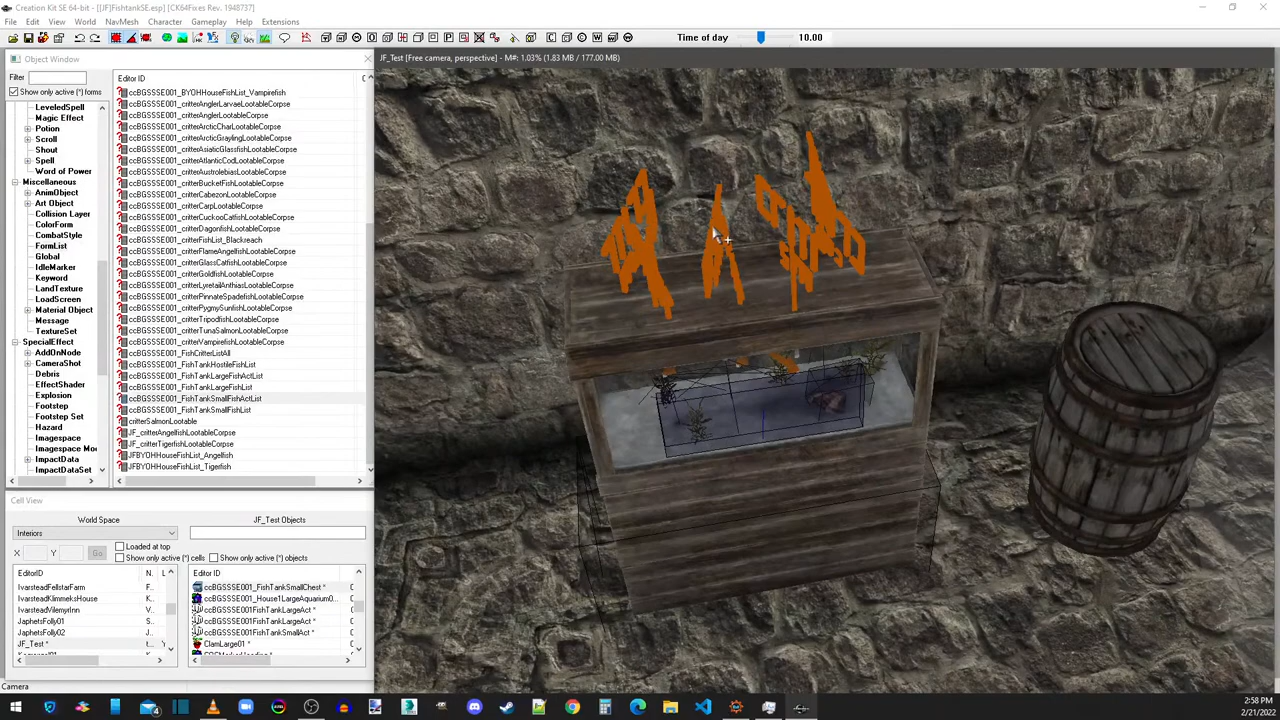 Creation Kit SE 64-bit - [[JF]FishtankSE.esp] [CK64Fixes Rev. 1948737]
File Edit View World NavMesh Character Gameplay Help Extensions
Time of day 10.00
Object Window
JF_Test [Free camera, perspective] - M#: 1.03% (1.83 MB / 177.00 MB)
Filter
Show only active (*) forms
LeveledSpell
Magic Effect
Potion
Scroll
Shout
Spell
Word of Power
Miscellaneous
AnimObject
Art Object
Collision Layer
ColorForm
CombatStyle
FormList
Global
IdleMarker
Keyword
LandTexture
LoadScreen
Material Object
Message
TextureSet
SpecialEffect
AddOnNode
CameraShot
Debris
EffectShader
Explosion
Footstep
Footstep Set
Hazard
Imagespace
Imagespace Mo
ImpactData
ImpactDataSet
Editor ID
ccBGSSSE001_BYOHHouseFishList_Vampirefish
ccBGSSSE001_critterAnglerLarvaeLootableCorpse
ccBGSSSE001_critterAnglerLootableCorpse
ccBGSSSE001_critterArcticCharLootableCorpse
ccBGSSSE001_critterArcticGraylingLootableCorpse
ccBGSSSE001_critterAsiaticGlassfishLootableCorpse
ccBGSSSE001_critterAtlanticCodLootableCorpse
ccBGSSSE001_critterAustrolebiasLootableCorpse
ccBGSSSE001_critterBucketFishLootableCorpse
ccBGSSSE001_critterCabezonLootableCorpse
ccBGSSSE001_critterCarpLootableCorpse
ccBGSSSE001_critterCuckooCatfishLootableCorpse
ccBGSSSE001_critterDragonfishLootableCorpse
ccBGSSSE001_critterFishList_Blackreach
ccBGSSSE001_critterFlameAngelfishLootableCorpse
ccBGSSSE001_critterGlassCatfishLootableCorpse
ccBGSSSE001_critterGoldfishLootableCorpse
ccBGSSSE001_critterLyretailAnthiasLootableCorpse
ccBGSSSE001_critterPinnateSpadefishLootableCorpse
ccBGSSSE001_critterPygmySunfishLootableCorpse
ccBGSSSE001_critterTripodfishLootableCorpse
ccBGSSSE001_critterTunaSalmonLootableCorpse
ccBGSSSE001_critterVampirefishLootableCorpse
ccBGSSSE001_FishCritterListAll
ccBGSSSE001_FishTankHostileFishList
ccBGSSSE001_FishTankLargeFishActList
ccBGSSSE001_FishTankLargeFishList
ccBGSSSE001_FishTankSmallFishActList
ccBGSSSE001_FishTankSmallFishList
critterSalmonLootable
JF_critterAngelfishLootableCorpse
JF_critterTigerfishLootableCorpse
JFBYOHHouseFishList_Angelfish
JFBYOHHouseFishList_Tigerfish
Cell View
World Space
JF_Test Objects
Interiors
Loaded at top
X Y Go
Show only active (*) cells
Show only active (*) objects
EditorID N. L
IvarsteadFellstarFarm F...
IvarsteadKlimmeksHouse K...
IvarsteadVilemyrInn V...
JaphetsFolly01 S...
JaphetsFolly02 J...
JF_Test *
Editor ID
ccBGSSSE001_FishTankSmallChest *
ccBGSSSE001_House1LargeAquarium0...
ccBGSSSE001FishTankLargeAct *
ccBGSSSE001FishTankLargeAct *
ccBGSSSE001FishTankSmallAct *
ClamLarge01 *
Camera
2:58 PM
2/21/2022